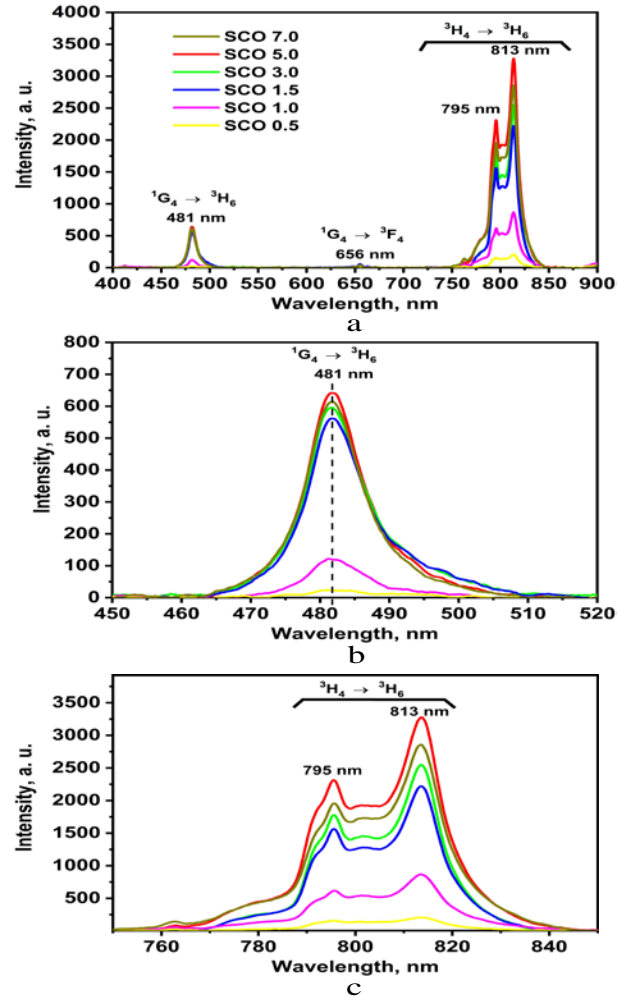 4000
3500
3000
2500
2000
1500
1000
500
0
Intensity, a. u.
SCO 7.0
SCO 5.0
SCO 3.0
SCO 1.5
SCO 1.0
SCO 0.5
³H₄ → ³H₆
813 nm
795 nm
¹G₄ → ³H₆
481 nm
¹G₄ → ³F₄
656 nm
400 450 500 550 600 650 700 750 800 850 900
Wavelength, nm
a
800
700
600
500
400
300
200
100
0
Intensity, a. u.
¹G₄ → ³H₆
481 nm
450 460 470 480 490 500 510 520
Wavelength, nm
b
3500
3000
2500
2000
1500
1000
500
Intensity, a. u.
³H₄ → ³H₆
813 nm
795 nm
760 780 800 820 840
Wavelength, nm
c